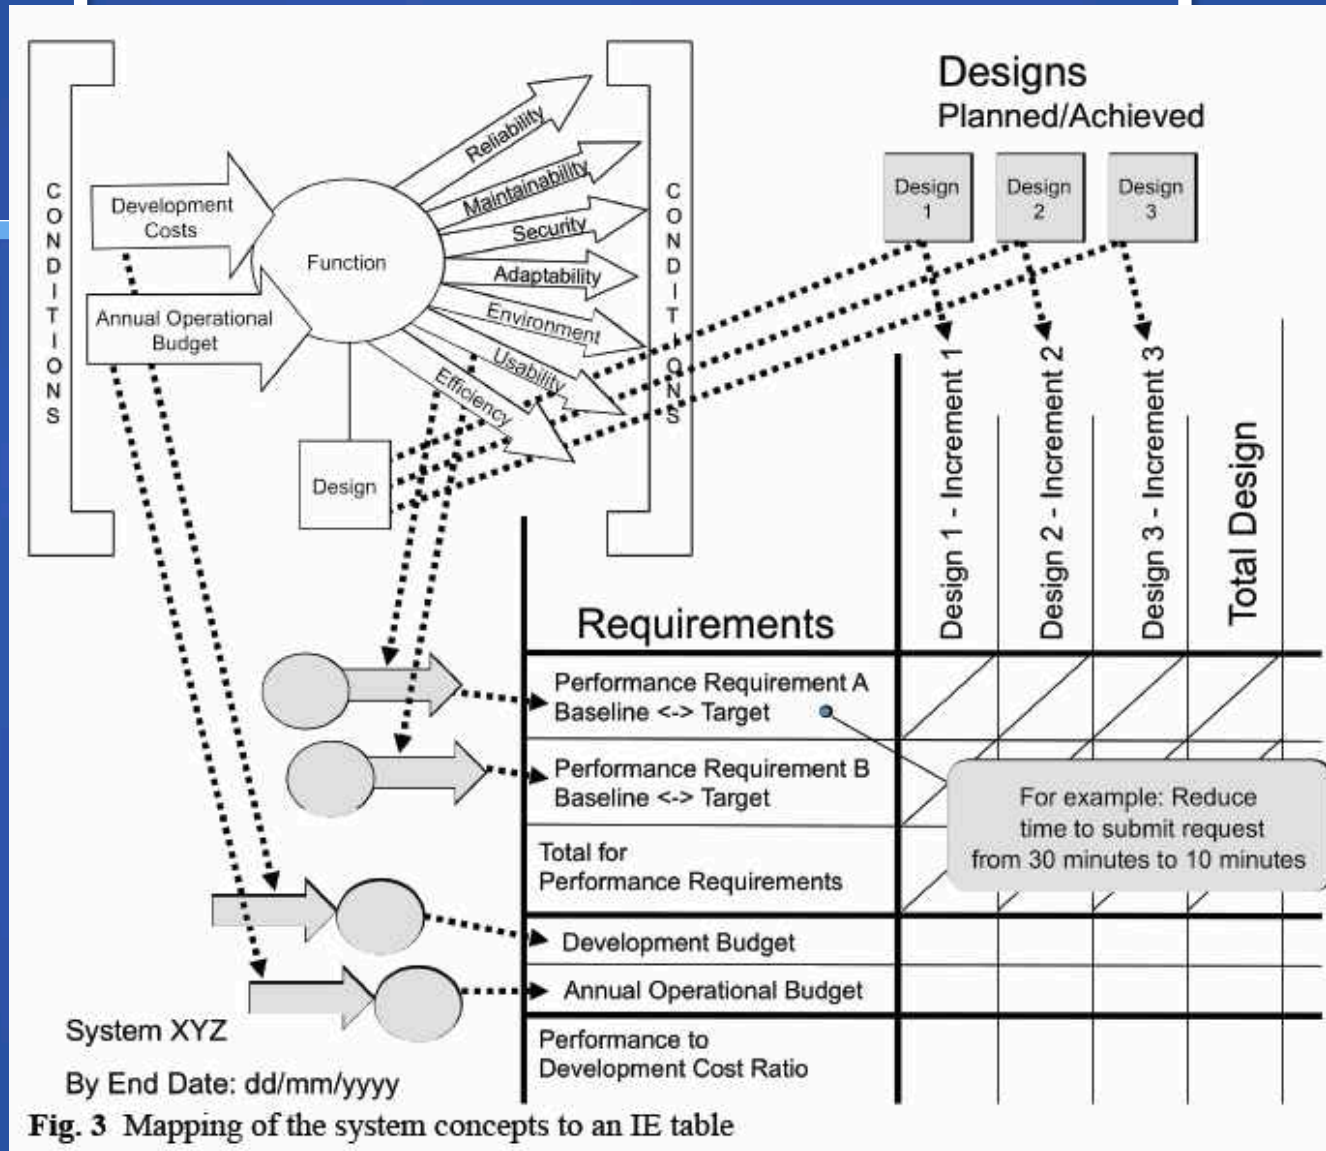 CONDITIONS
Development
Costs
Annual Operational
Budget
Function
Design
Reliability
Maintainability
Security
Adaptability
Environment
Usability
Efficiency
CONDITIONS
Designs
Planned/Achieved
Design
1
Design
2
Design
3
Design 1 - Increment 1
Design 2 - Increment 2
Design 3 - Increment 3
Total Design
Requirements
Performance Requirement A
Baseline <-> Target
Performance Requirement B
Baseline <-> Target
For example: Reduce
time to submit request
from 30 minutes to 10 minutes
Total for
Performance Requirements
Development Budget
Annual Operational Budget
Performance to
Development Cost Ratio
System XYZ
By End Date: dd/mm/yyyy
Fig. 3 Mapping of the system concepts to an IE table